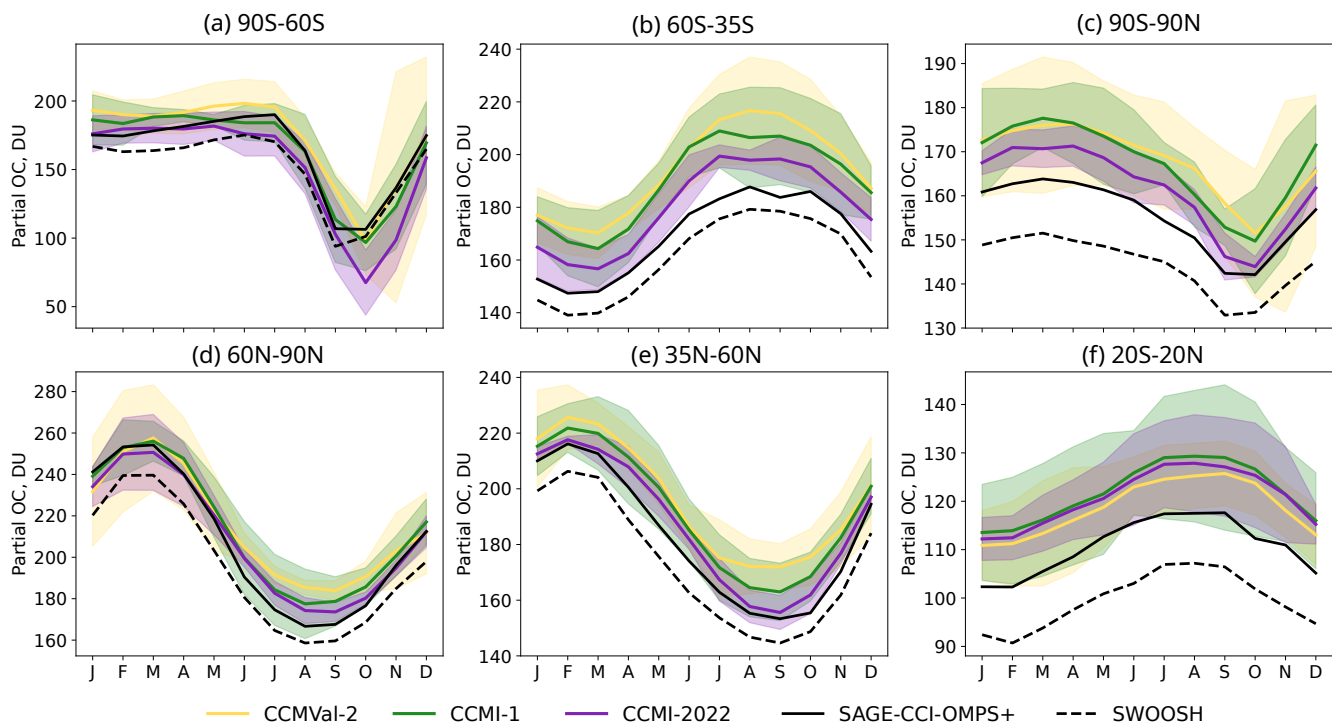 (a) 90S-60S
(b) 60S-35S
(c) 90S-90N
Partial OC, DU
200
150
100
50
Partial OC, DU
240
220
200
180
160
140
Partial OC, DU
190
180
170
160
150
140
130
(d) 60N-90N
(e) 35N-60N
(f) 20S-20N
Partial OC, DU
280
260
240
220
200
180
160
J F M A M J J A S O N D
Partial OC, DU
240
220
200
180
160
140
J F M A M J J A S O N D
Partial OC, DU
140
130
120
110
100
90
J F M A M J J A S O N D
CCMVal-2 CCMI-1 CCMI-2022 SAGE-CCI-OMPS+ SWOOSH